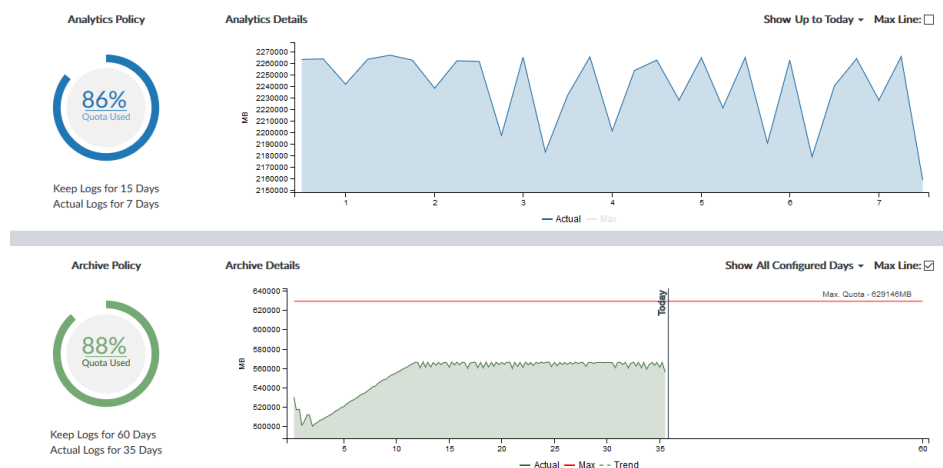 Analytics Policy
Analytics Details
Show Up to Today
Max Line:
86%
Quota Used
Keep Logs for 15 Days
Actual Logs for 7 Days
2270000
2260000
2250000
2240000
2230000
2220000
2210000
2200000
2190000
2180000
2170000
2160000
2150000
MB
1 2 3 4 5 6 7
Actual Max
Archive Policy
Archive Details
Show All Configured Days
Max Line:
88%
Quota Used
Keep Logs for 60 Days
Actual Logs for 35 Days
640000
620000
600000
580000
560000
540000
520000
500000
MB
Today
Max. Quota - 629146MB
5 10 15 20 25 30 35 60
Actual Max Trend